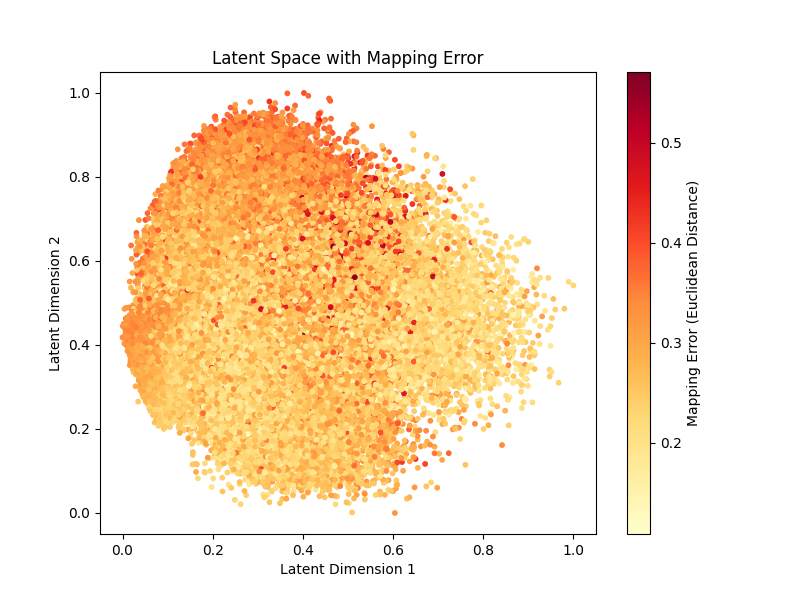 Latent Space with Mapping Error
1.0
0.8
0.6
0.4
0.2
0.0
Latent Dimension 2
0.0 0.2 0.4 0.6 0.8 1.0
Latent Dimension 1
0.5
0.4
0.3
0.2
Mapping Error (Euclidean Distance)